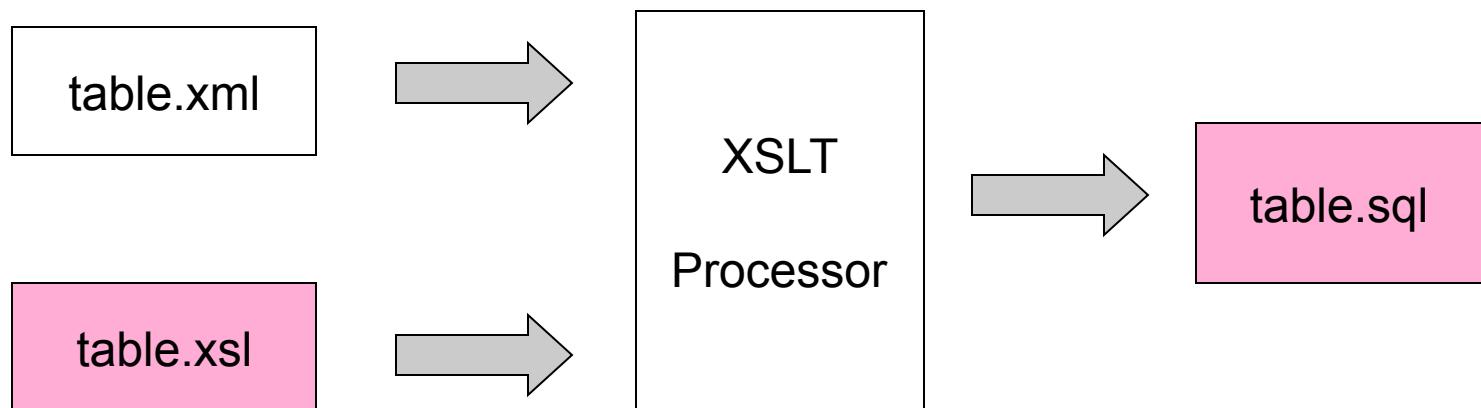 table.xml
table.xsl
XSLT
Processor
table.sql